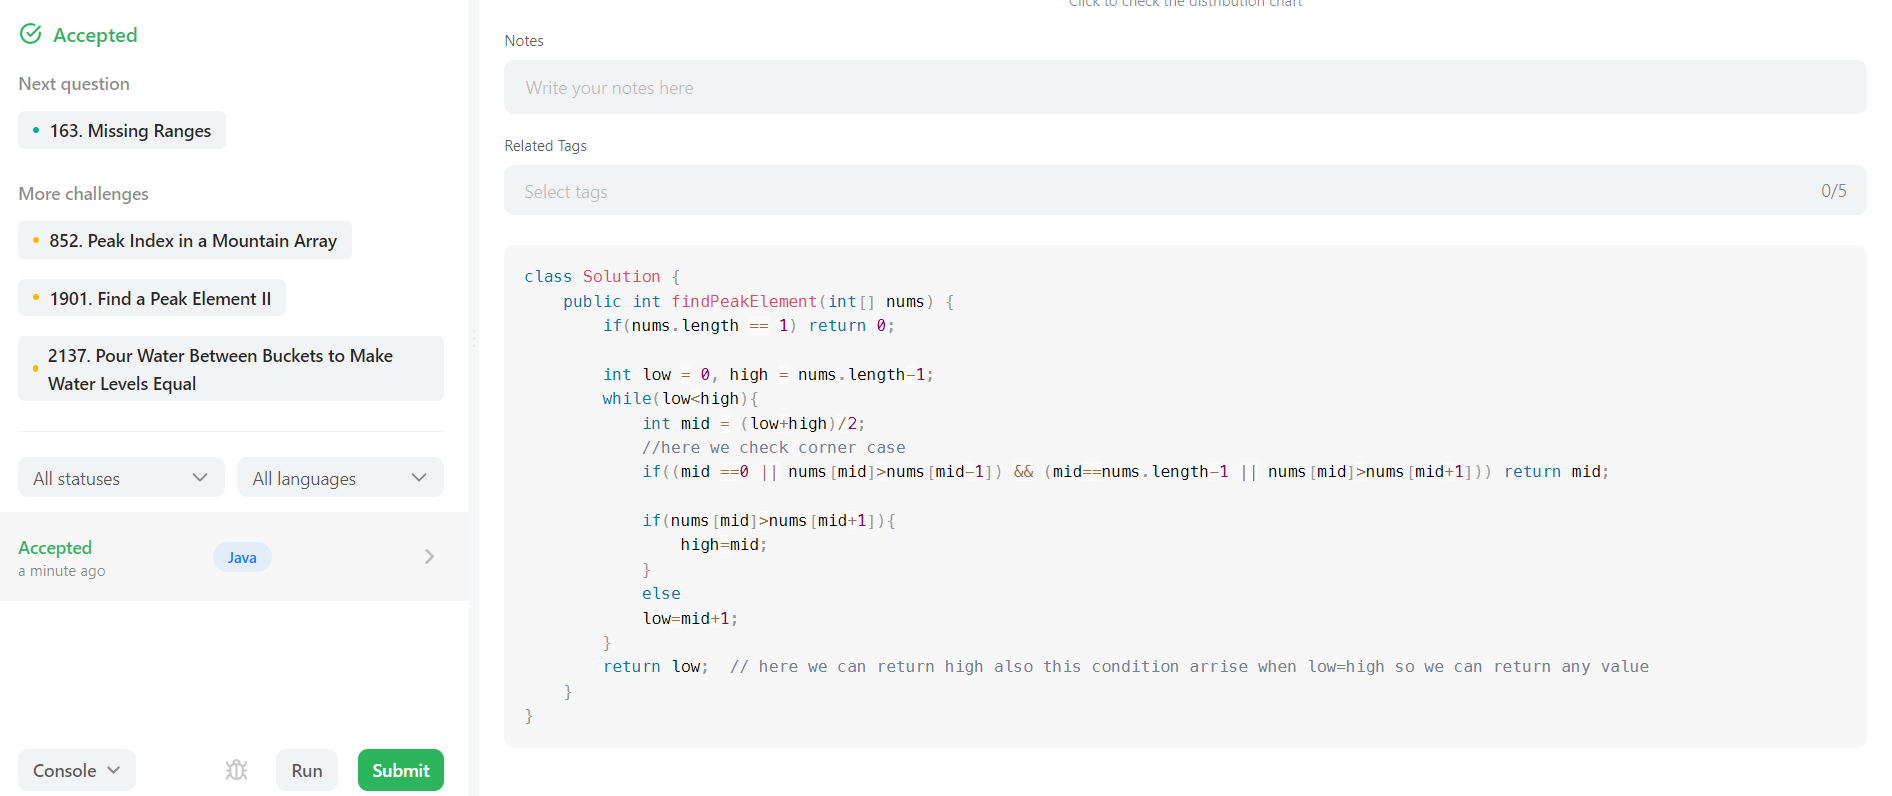 Accepted
Next question
163. Missing Ranges
More challenges
852. Peak Index in a Mountain Array
1901. Find a Peak Element II
2137. Pour Water Between Buckets to Make
Water Levels Equal
All statuses
All languages
Accepted
a minute ago
Java
Console
Run
Submit
Click to check the distribution chart
Notes
Write your notes here
Related Tags
Select tags
0/5
class Solution {
    public int findPeakElement(int[] nums) {
        if(nums.length == 1) return 0;
        int low = 0, high = nums.length-1;
        while(low<high){
            int mid = (low+high)/2;
            //here we check corner case
            if((mid ==0 || nums[mid]>nums[mid-1]) && (mid==nums.length-1 || nums[mid]>nums[mid+1])) return mid;
            if(nums[mid]>nums[mid+1]){
                high=mid;
            }
            else
            low=mid+1;
        }
        return low;  // here we can return high also this condition arrise when low=high so we can return any value
    }
}